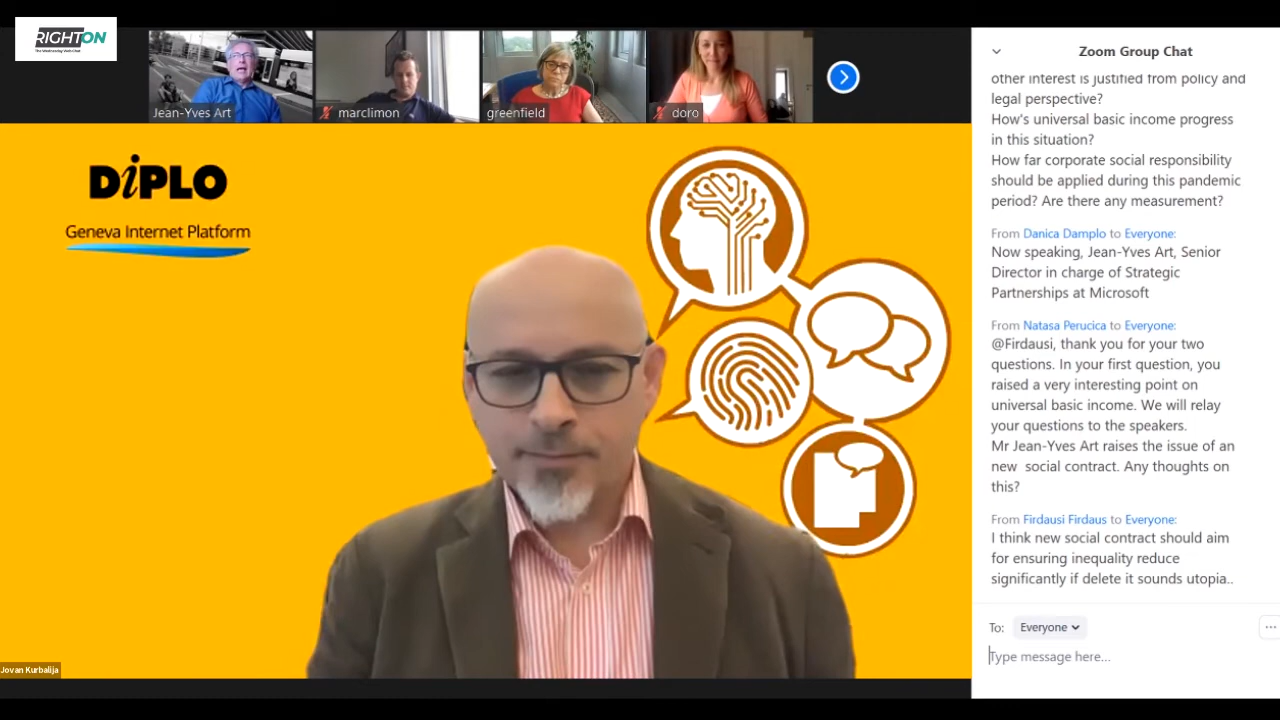 RIGHTON
The Wednesday Web Chat
Jean-Yves Art
marclimon
greenfield
doro
DiPLO
Geneva Internet Platform
Jovan Kurbalija
Zoom Group Chat
other interest is justified from policy and
legal perspective?
How's universal basic income progress
in this situation?
How far corporate social responsibility
should be applied during this pandemic
period? Are there any measurement?
From Danica Damplo to Everyone:
Now speaking, Jean-Yves Art, Senior
Director in charge of Strategic
Partnerships at Microsoft
From Natasa Perucica to Everyone:
@Firdausi, thank you for your two
questions. In your first question, you
raised a very interesting point on
universal basic income. We will relay
your questions to the speakers.
Mr Jean-Yves Art raises the issue of an
new  social contract. Any thoughts on
this?
From Firdausi Firdaus to Everyone:
I think new social contract should aim
for ensuring inequality reduce
significantly if delete it sounds utopia..
To: Everyone
Type message here...